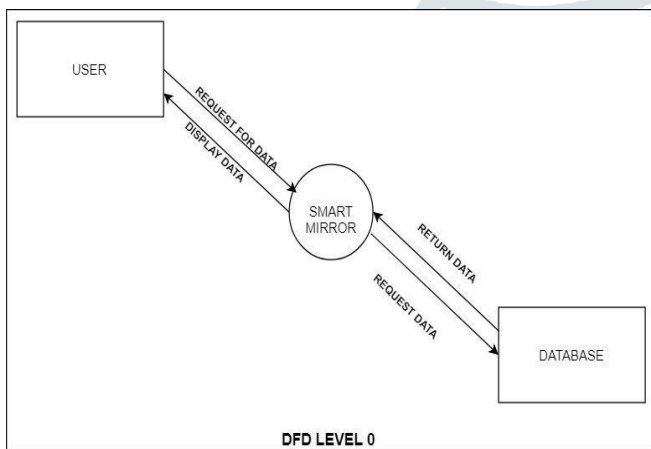 USER
REQUEST FOR DATA
DISPLAY DATA
SMART
MIRROR
RETURN DATA
REQUEST DATA
DATABASE
DFD LEVEL 0